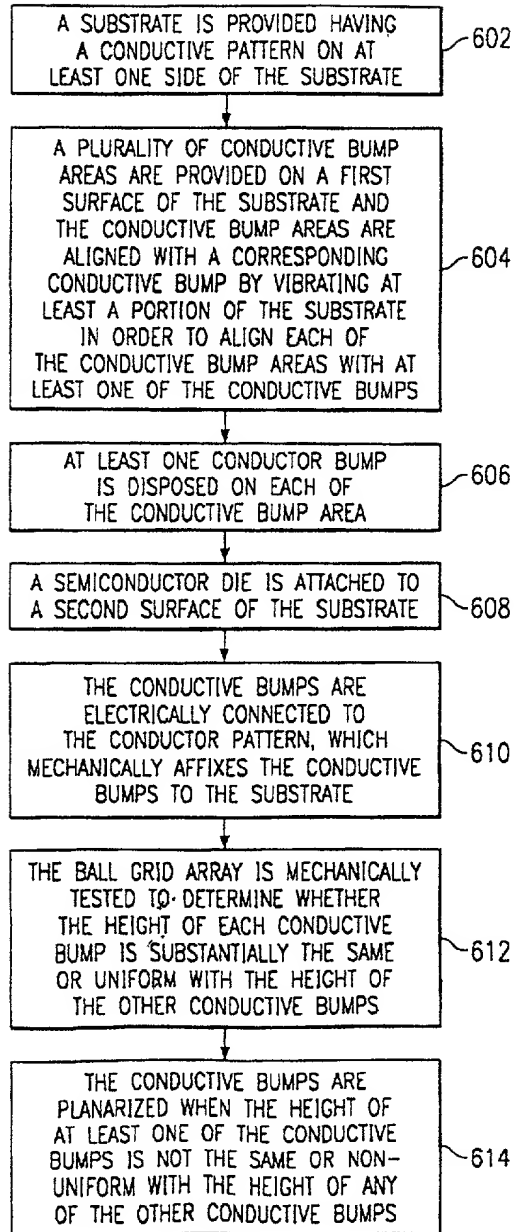 A SUBSTRATE IS PROVIDED HAVING
A CONDUCTIVE PATTERN ON AT
LEAST ONE SIDE OF THE SUBSTRATE
602
A PLURALITY OF CONDUCTIVE BUMP
AREAS ARE PROVIDED ON A FIRST
SURFACE OF THE SUBSTRATE AND
THE CONDUCTIVE BUMP AREAS ARE
ALIGNED WITH A CORRESPONDING
CONDUCTIVE BUMP BY VIBRATING AT
LEAST A PORTION OF THE SUBSTRATE
IN ORDER TO ALIGN EACH OF
THE CONDUCTIVE BUMP AREAS WITH AT
LEAST ONE OF THE CONDUCTIVE BUMPS
604
AT LEAST ONE CONDUCTOR BUMP
IS DISPOSED ON EACH OF
THE CONDUCTIVE BUMP AREA
606
A SEMICONDUCTOR DIE IS ATTACHED TO
A SECOND SURFACE OF THE SUBSTRATE
608
THE CONDUCTIVE BUMPS ARE
ELECTRICALLY CONNECTED TO
THE CONDUCTOR PATTERN, WHICH
MECHANICALLY AFFIXES THE CONDUCTIVE
BUMPS TO THE SUBSTRATE
610
THE BALL GRID ARRAY IS MECHANICALLY
TESTED TO DETERMINE WHETHER
THE HEIGHT OF EACH CONDUCTIVE
BUMP IS SUBSTANTIALLY THE SAME
OR UNIFORM WITH THE HEIGHT OF
THE OTHER CONDUCTIVE BUMPS
612
THE CONDUCTIVE BUMPS ARE
PLANARIZED WHEN THE HEIGHT OF
AT LEAST ONE OF THE CONDUCTIVE
BUMPS IS NOT THE SAME OR NON-
UNIFORM WITH THE HEIGHT OF ANY
OF THE OTHER CONDUCTIVE BUMPS
614